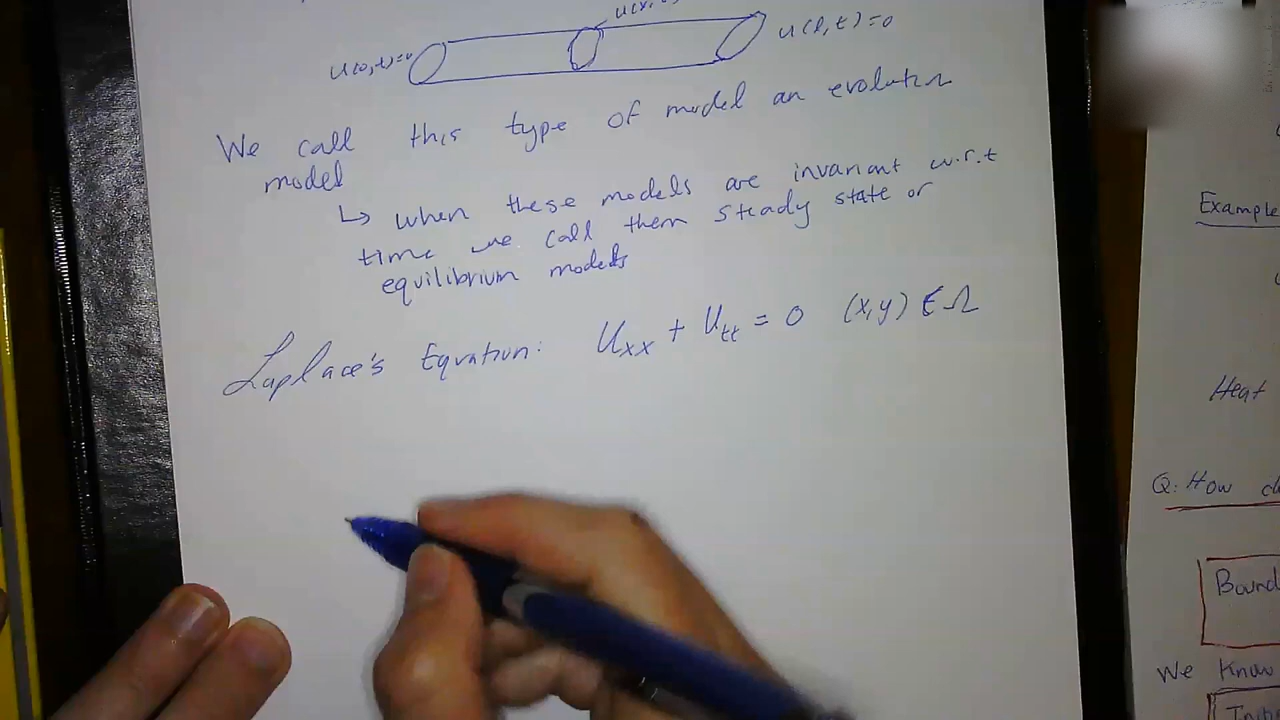 u(0,t)=0
u(l,t)=0
We call this type of model an evolution
model
↳ when these models are invariant w.r.t
time we call them steady state or
equilibrium models
Laplace's Equation: Uxx + Utt = 0 (x,y) ∈ Ω
Example
Heat
Q: How
Bound
We Know